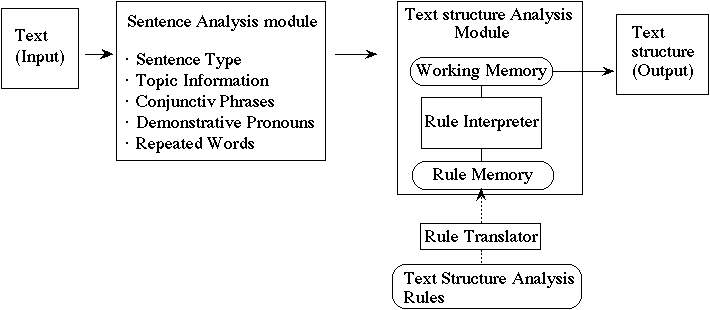 Text
(Input)
Sentence Analysis module
· Sentence Type
· Topic Information
· Conjunctiv Phrases
· Demonstrative Pronouns
· Repeated Words
Text structure Analysis
Module
Working Memory
Rule Interpreter
Rule Memory
Rule Translator
Text Structure Analysis
Rules
Text
structure
(Output)